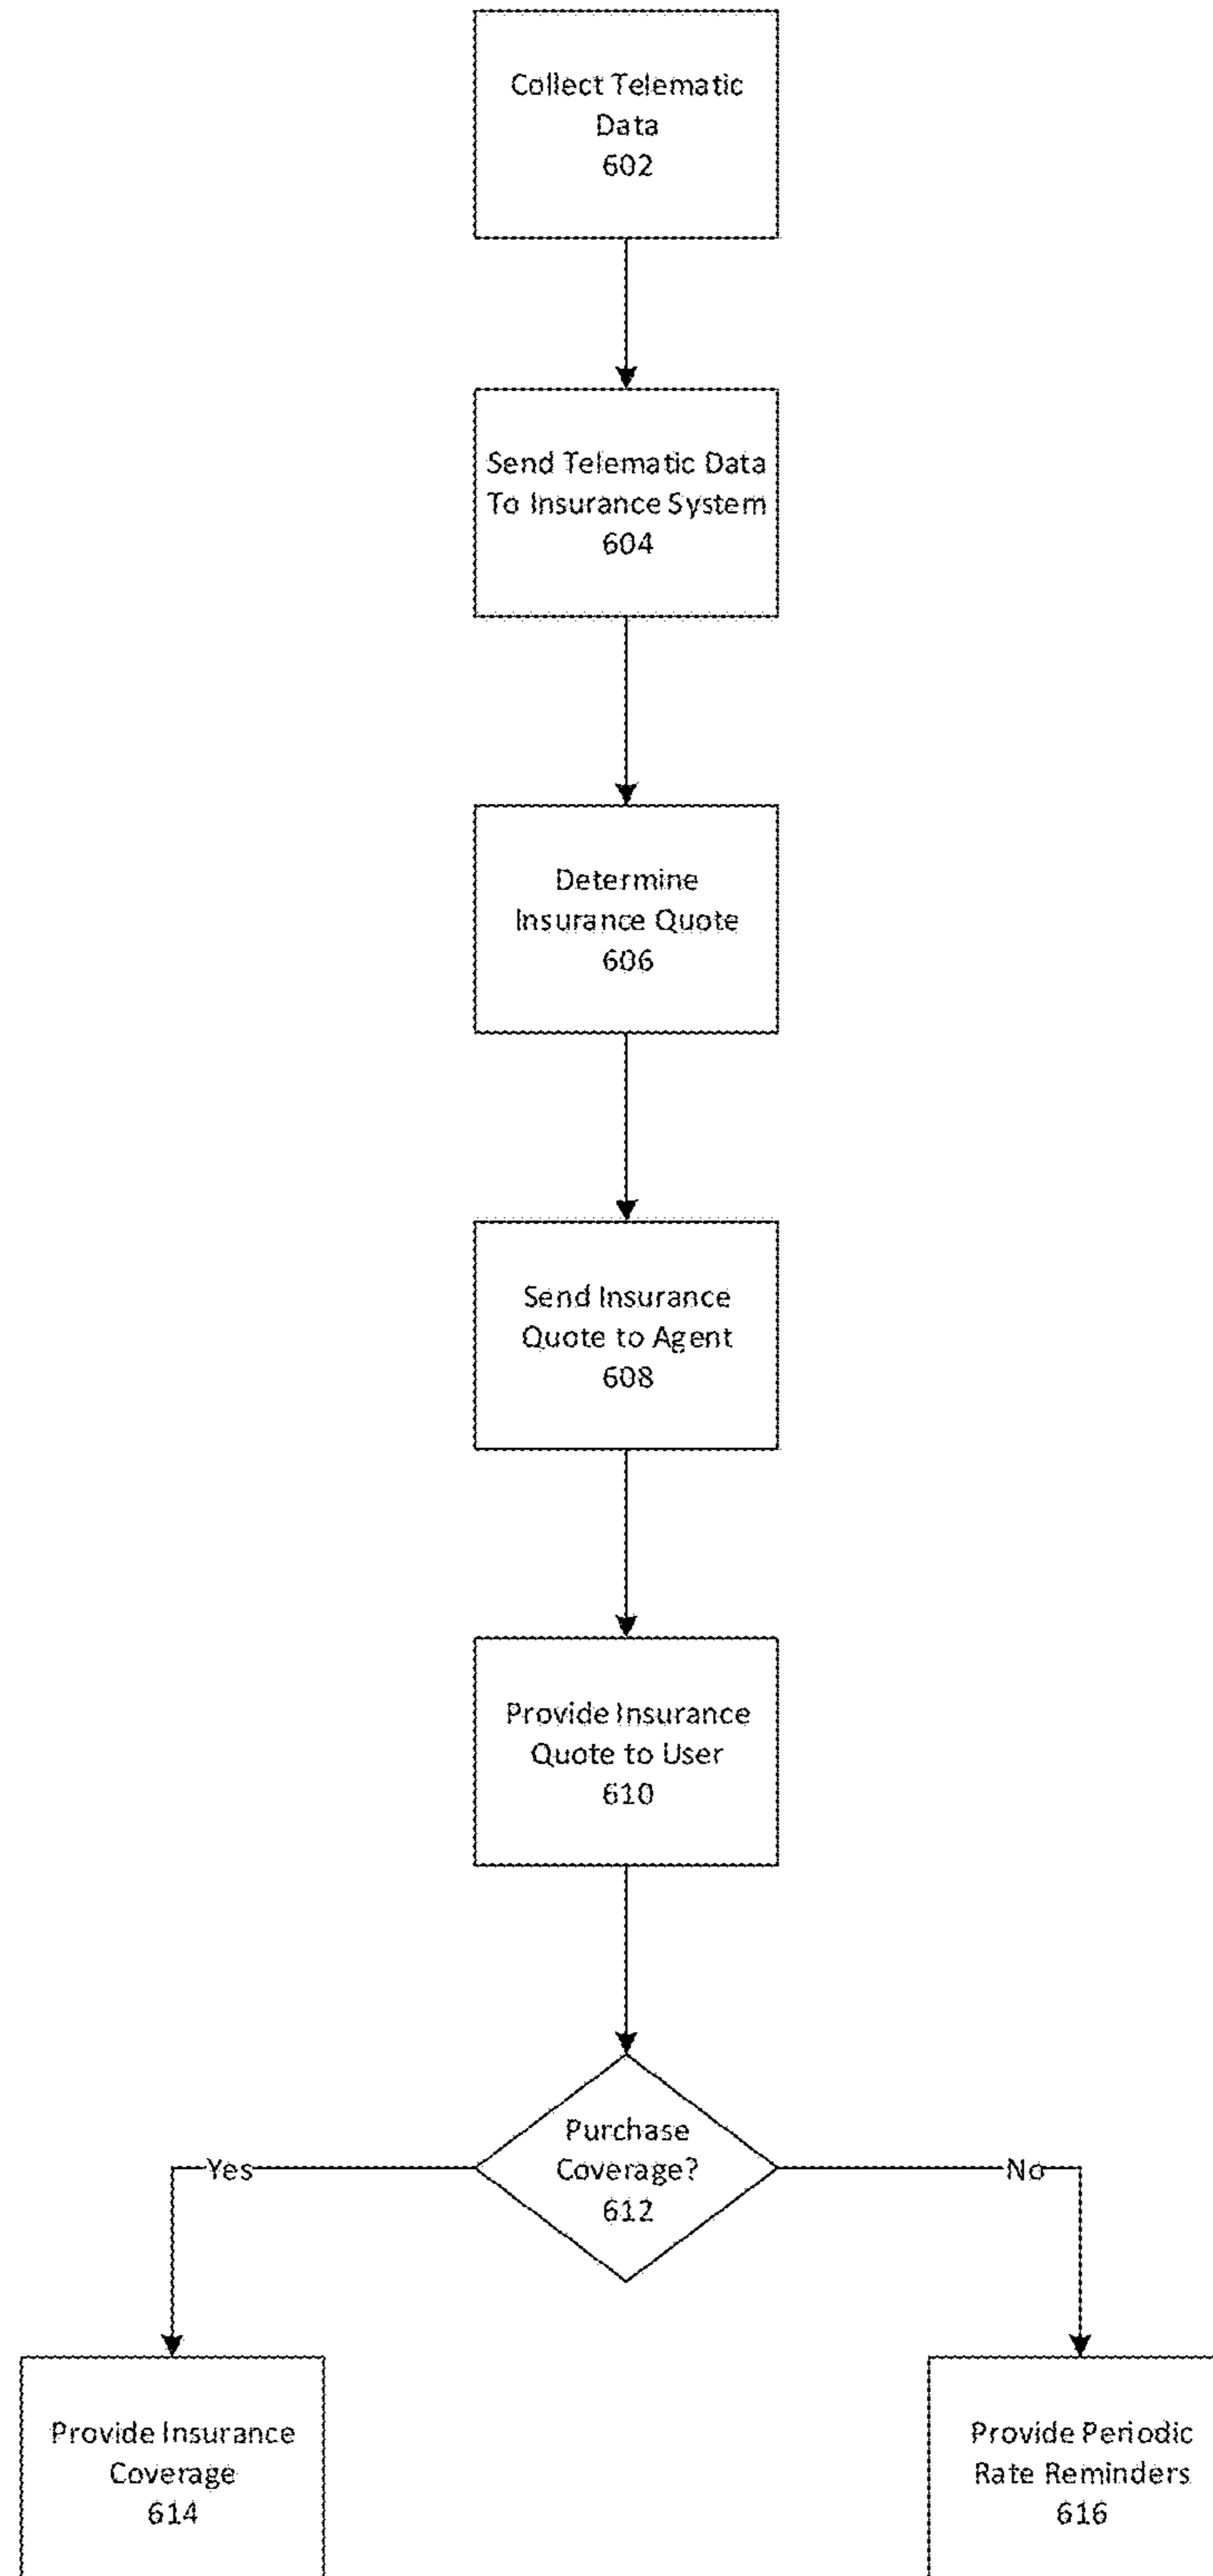 Collect Telematic
Data
602
Send Telematic Data
To Insurance System
604
Determine
Insurance Quote
606
Send Insurance
Quote to Agent
608
Provide Insurance
Quote to User
610
Purchase
Coverage?
612
Yes
No
Provide Insurance
Coverage
614
Provide Periodic
Rate Reminders
616